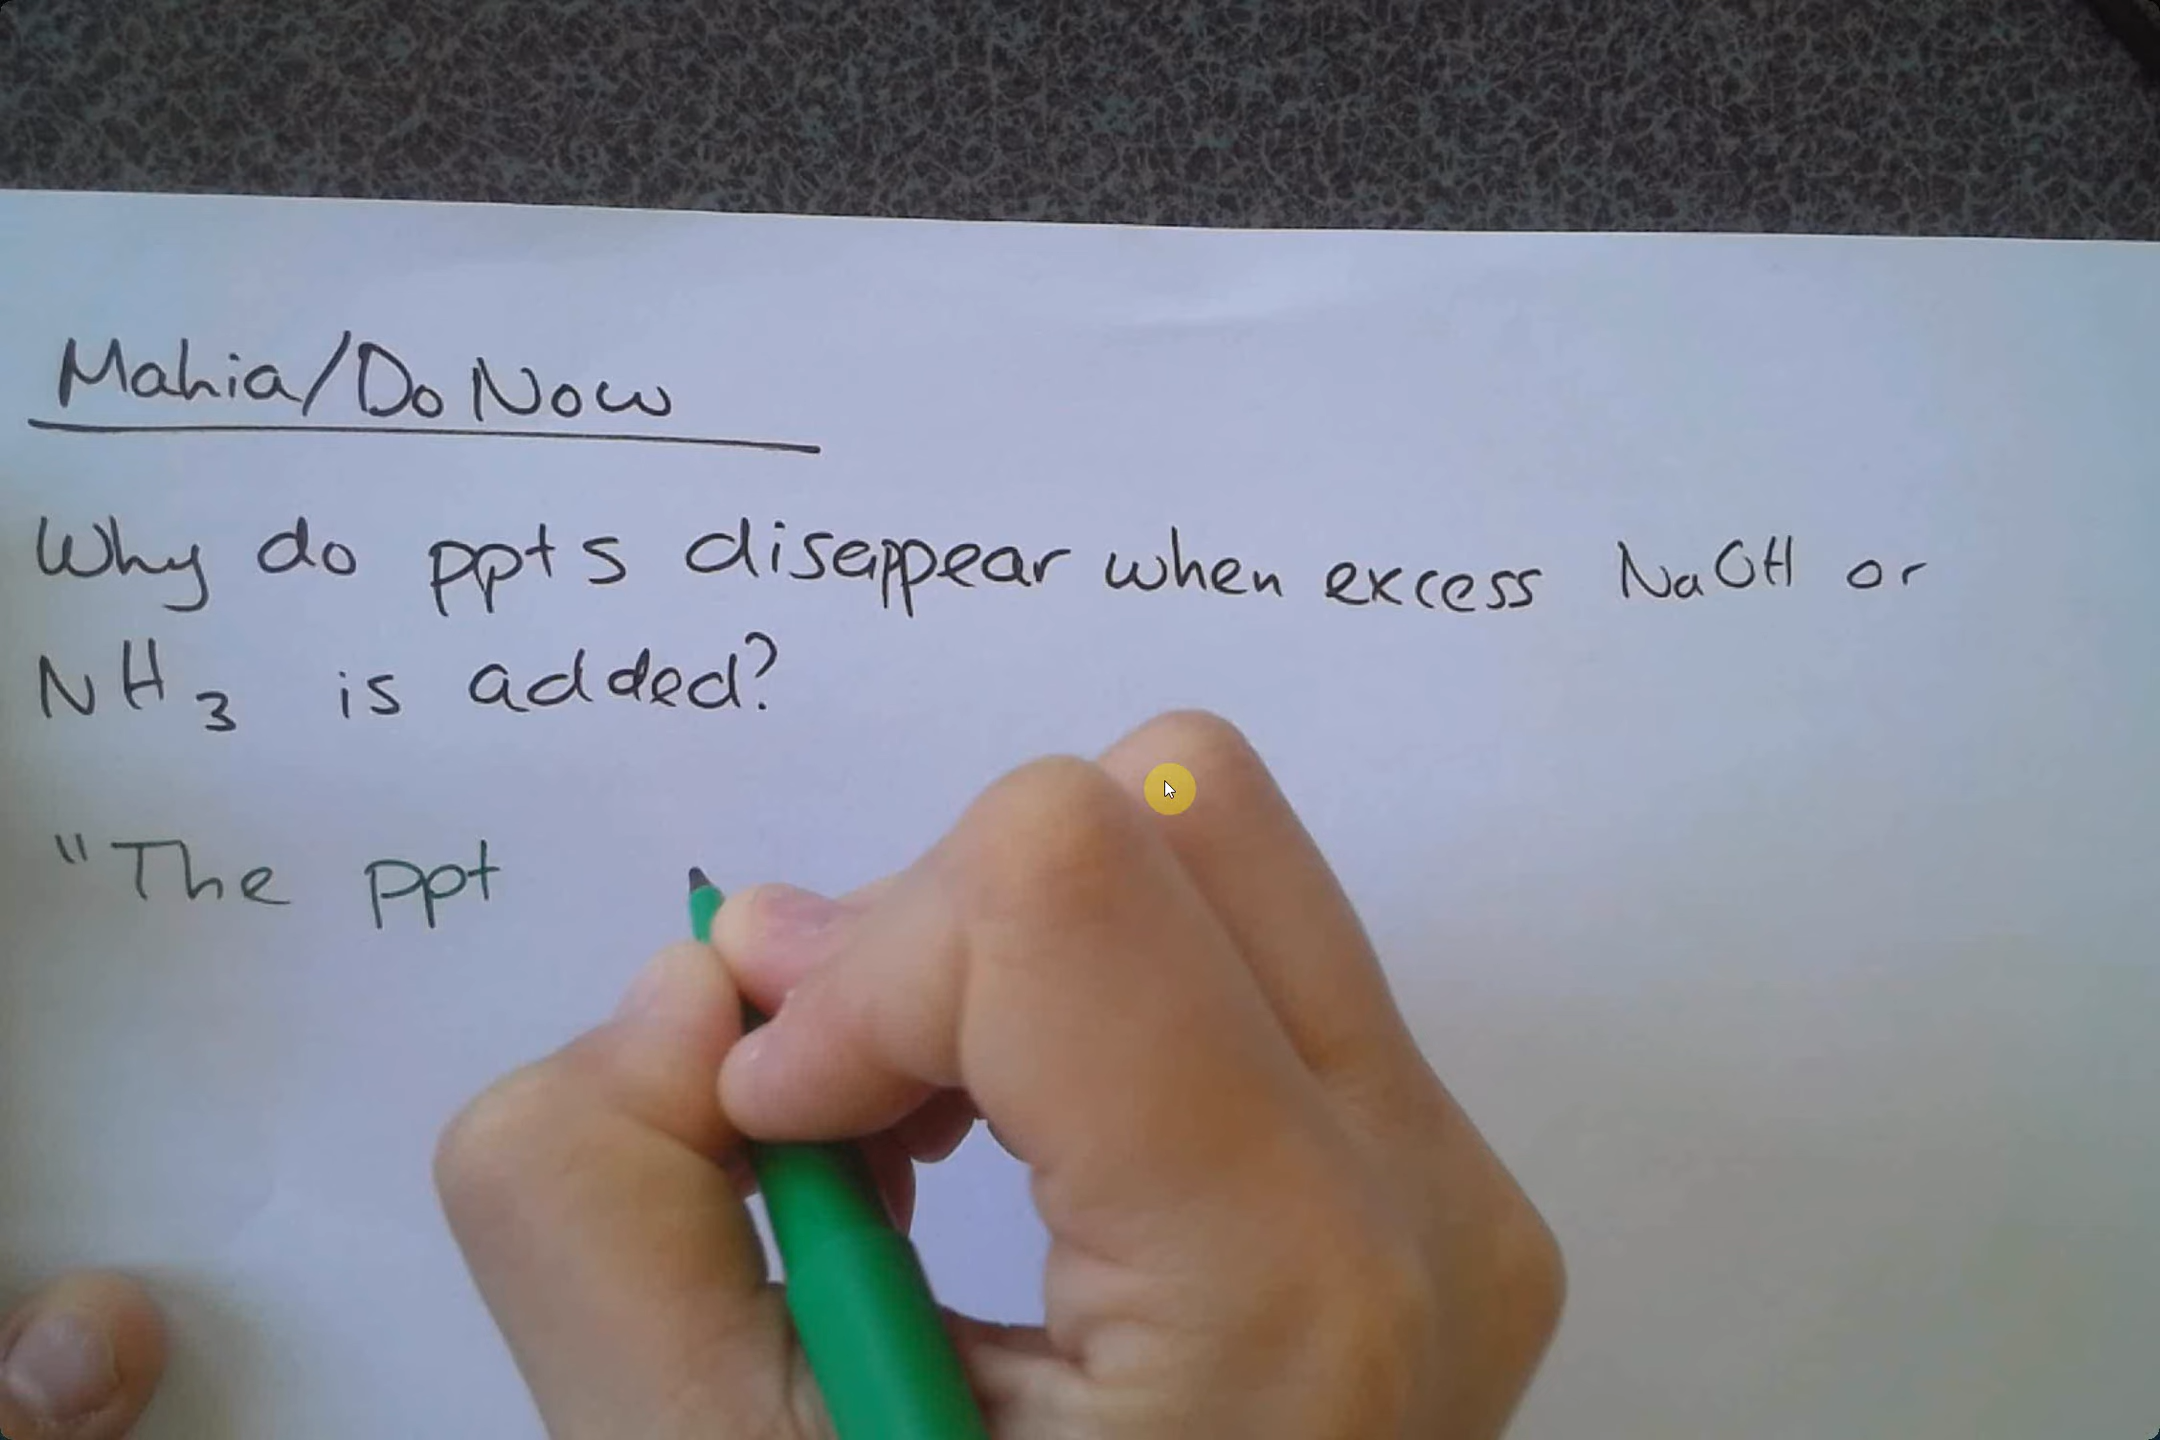 Mahia/Do Now
Why do ppts disappear when excess NaOH or
NH3 is added?
"The ppt